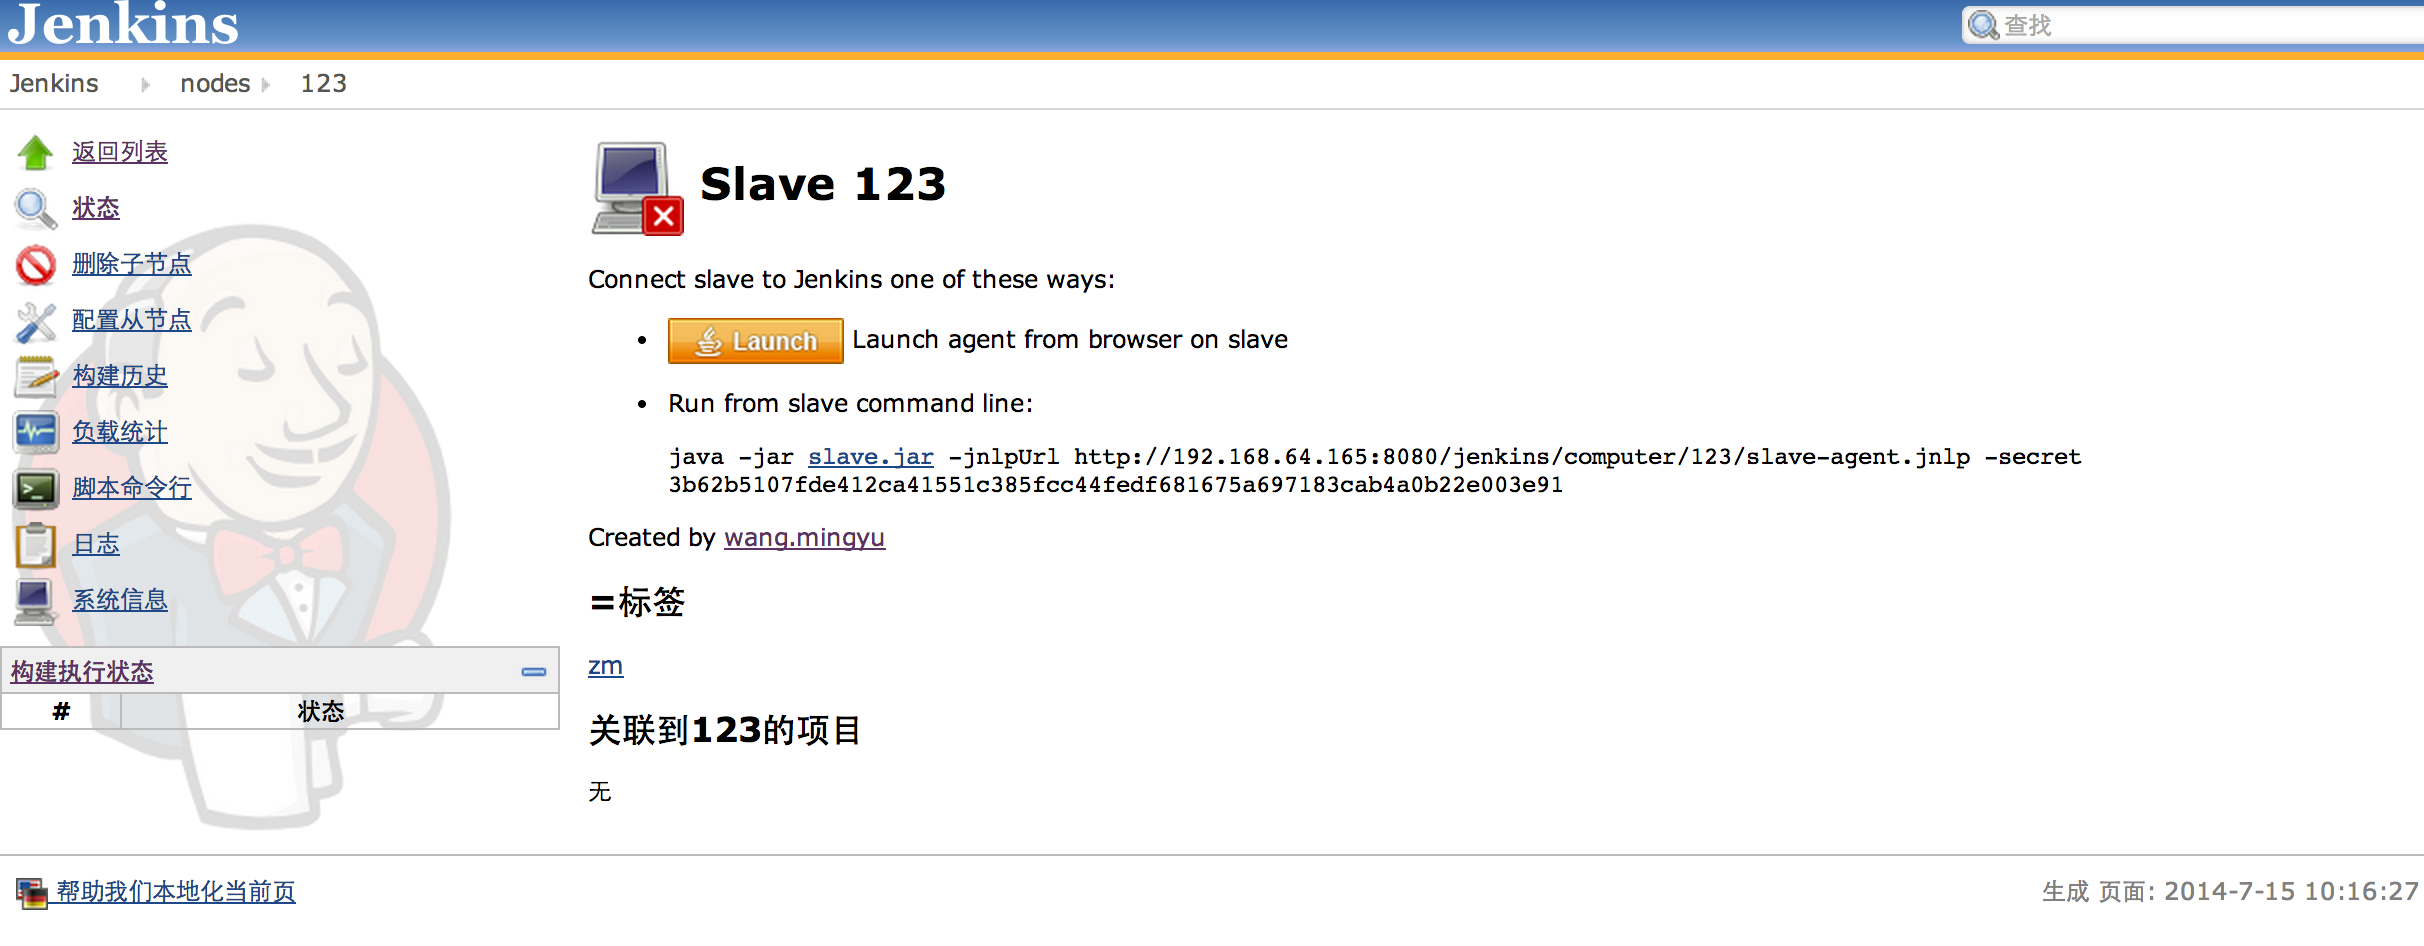 Jenkins
查找
Jenkins
nodes
123
返回列表
状态
删除子节点
配置从节点
构建历史
负载统计
脚本命令行
日志
系统信息
构建执行状态
# 状态
Slave 123
Connect slave to Jenkins one of these ways:
Launch Launch agent from browser on slave
Run from slave command line:
java -jar slave.jar -jnlpUrl http://192.168.64.165:8080/jenkins/computer/123/slave-agent.jnlp -secret
3b62b5107fde412ca41551c385fcc44fedf681675a697183cab4a0b22e003e91
Created by wang.mingyu
=标签
zm
关联到123的项目
无
帮助我们本地化当前页
生成 页面: 2014-7-15 10:16:27